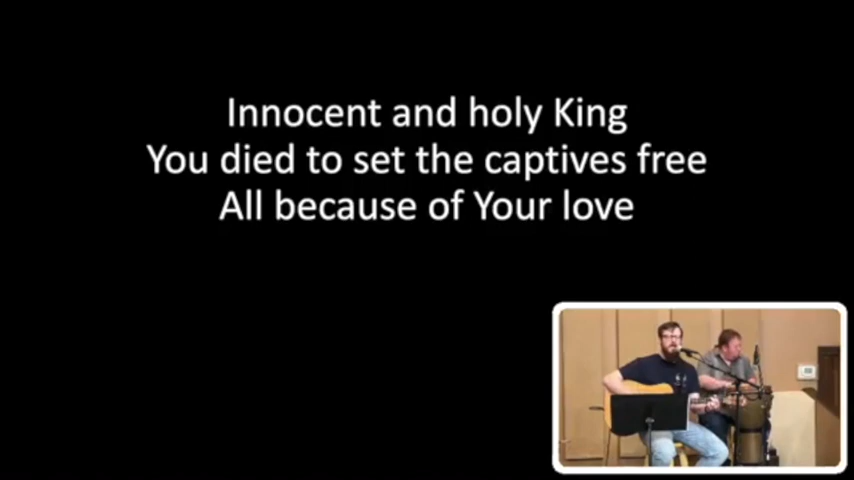 Innocent and holy King
You died to set the captives free
All because of Your love